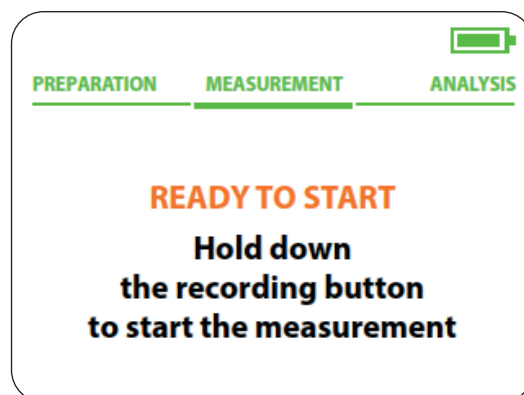 PREPARATION MEASUREMENT ANALYSIS
READY TO START
Hold down
the recording button
to start the measurement